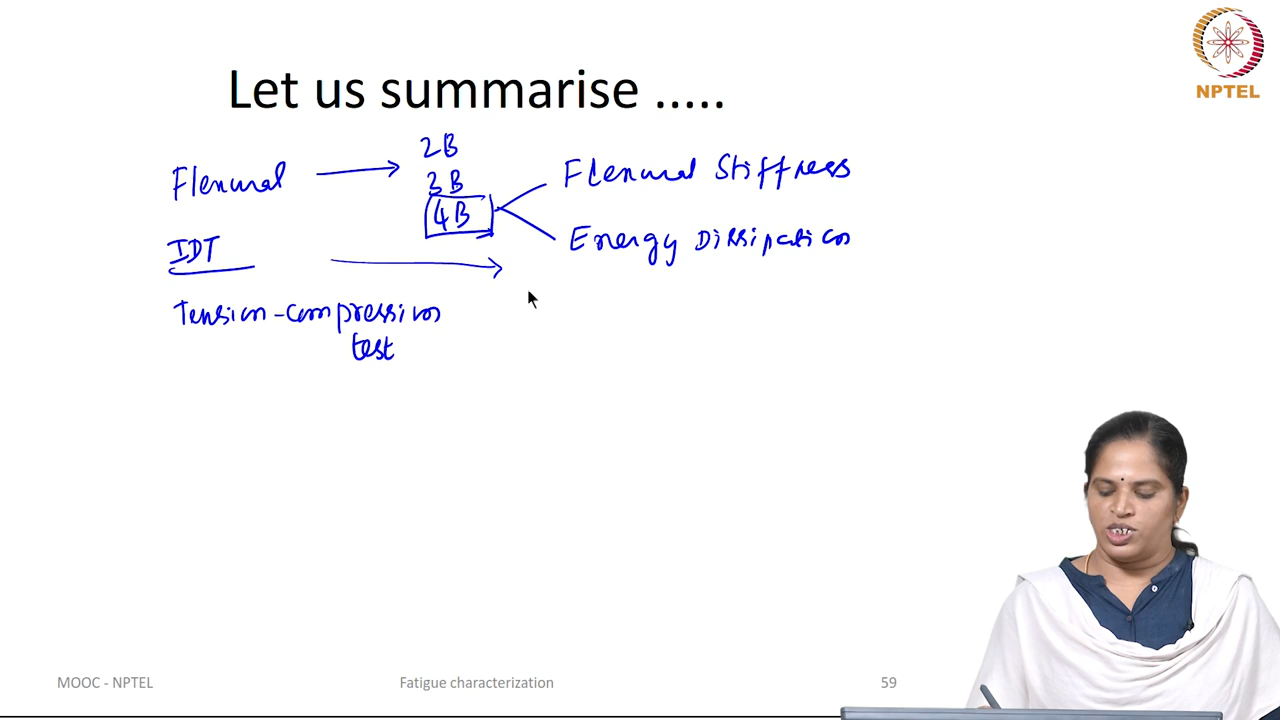 NPTEL
Let us summarise .....
Flexural
2B
3B
4B
Flexural Stiffness
Energy Dissipation
IDT
Tension-compression
test
MOOC - NPTEL
Fatigue characterization
59